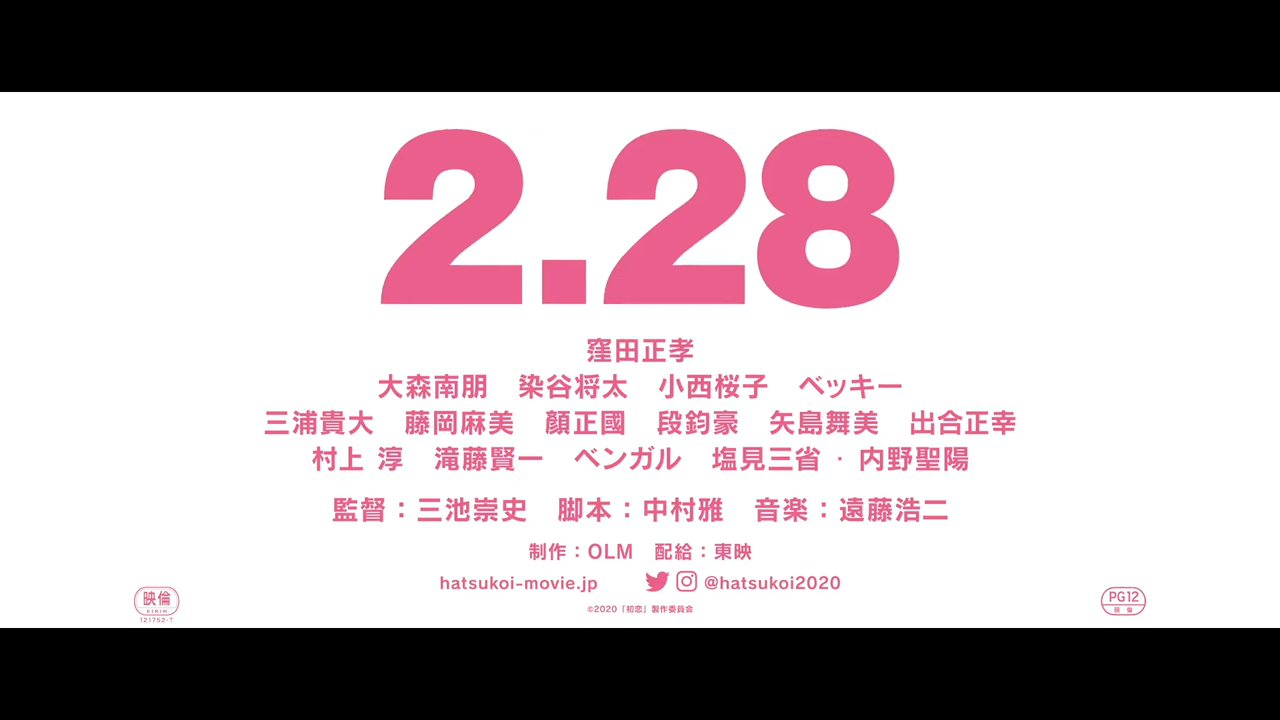 2.28
窪田正孝
大森南朋 染谷将太 小西桜子 ベッキー
三浦貴大 藤岡麻美 顏正國 段鈞豪 矢島舞美 出合正幸
村上 淳 滝藤賢一 ベンガル 塩見三省 · 内野聖陽
監督：三池崇史 脚本：中村雅 音楽：遠藤浩二
制作：OLM 配給：東映
hatsukoi-movie.jp @hatsukoi2020
©2020「初恋」製作委員会
映倫
EIRIN
121752-T
PG12
映倫